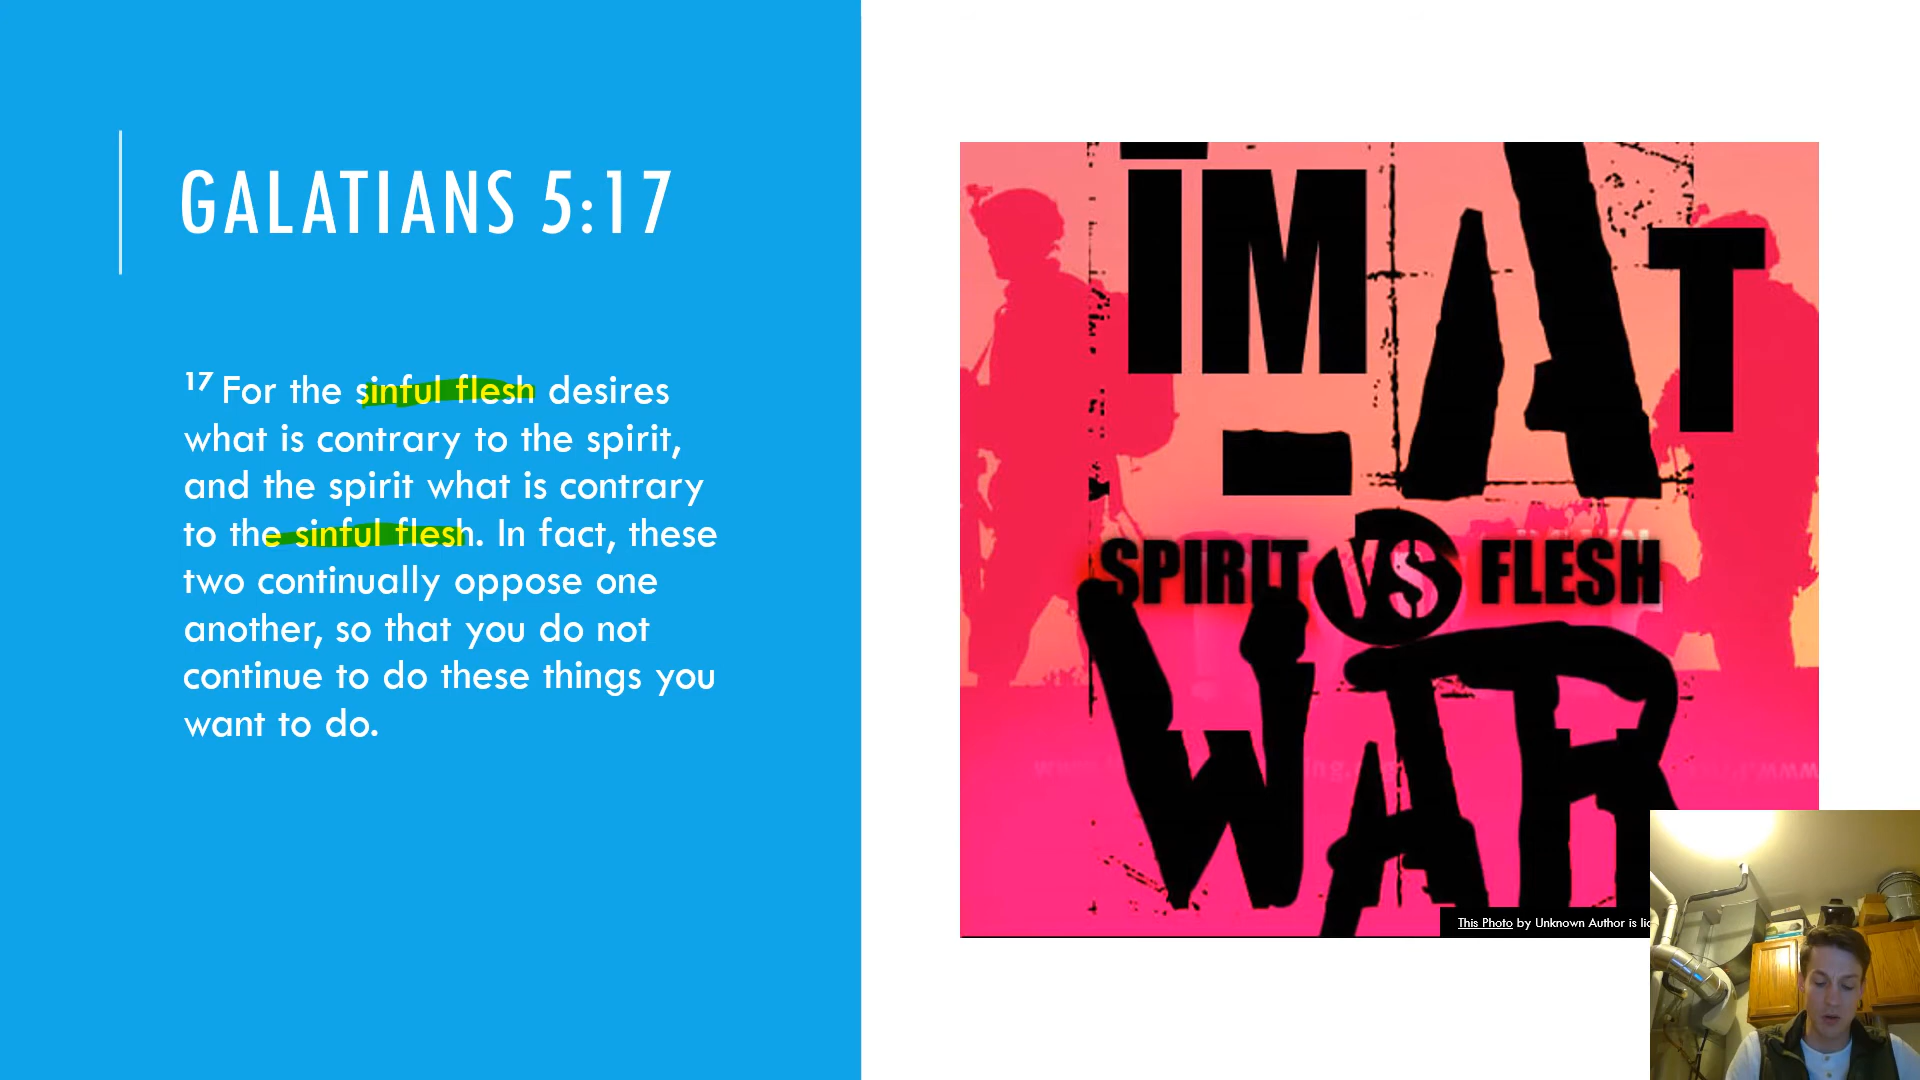 GALATIANS 5:17
17 For the sinful flesh desires
what is contrary to the spirit,
and the spirit what is contrary
to the sinful flesh. In fact, these
two continually oppose one
another, so that you do not
continue to do these things you
want to do.
iM AT
SPIRIT VS FLESH
WAR
This Photo by Unknown Author is lic